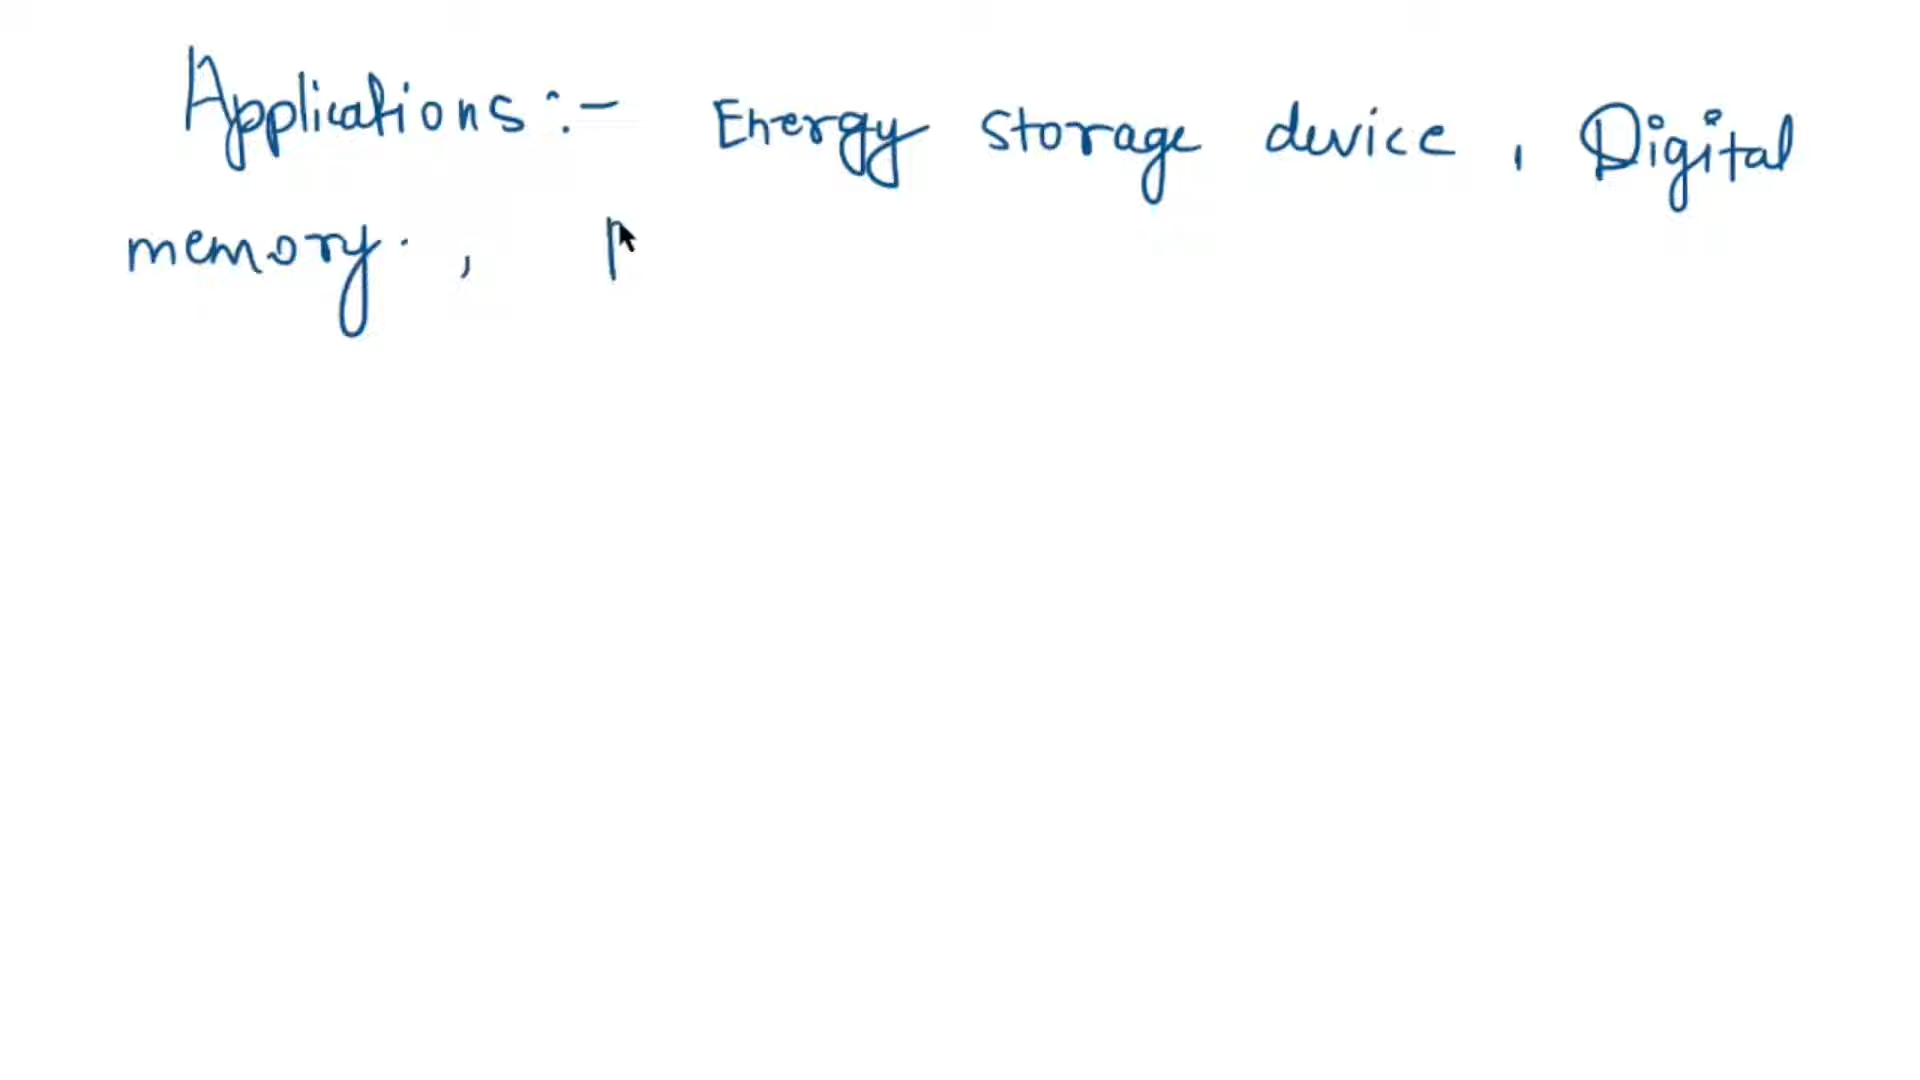 Applications :- Energy storage device , Digital
memory. ,